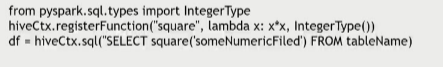 from pyspark.sql.types import IntegerType
hiveCtx.registerFunction("square", lambda x: x*x, IntegerType())
df = hiveCtx.sql("SELECT square('someNumericFiled') FROM tableName)